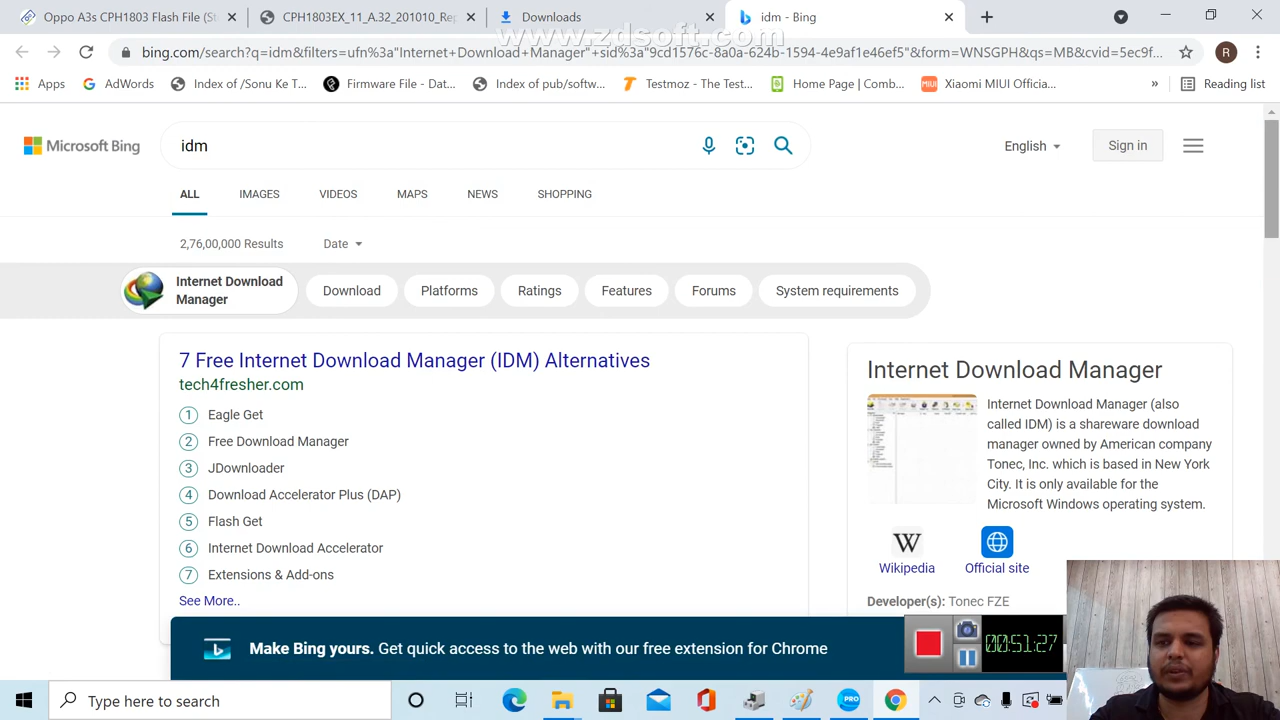 Oppo A3s CPH1803 Flash File (St
CPH1803EX_11_A.32_201010_Rep
Downloads
idm - Bing
www.zdsoft.com
bing.com/search?q=idm&filters=ufn%3a"Internet+Download+Manager"+sid%3a"9cd1576c-8a0a-624b-1594-4e9af1e46ef5"&form=WNSGPH&qs=MB&cvid=5ec9f...
R
Apps
AdWords
Index of /Sonu Ke T...
Firmware File - Dat...
Index of pub/softw...
Testmoz - The Test...
Home Page | Comb...
Xiaomi MIUI Officia...
»
Reading list
Microsoft Bing
idm
English
Sign in
ALL
IMAGES
VIDEOS
MAPS
NEWS
SHOPPING
2,76,00,000 Results
Date
Internet Download
Manager
Download
Platforms
Ratings
Features
Forums
System requirements
7 Free Internet Download Manager (IDM) Alternatives
tech4fresher.com
1 Eagle Get
2 Free Download Manager
3 JDownloader
4 Download Accelerator Plus (DAP)
5 Flash Get
6 Internet Download Accelerator
7 Extensions & Add-ons
See More..
Internet Download Manager
Internet Download Manager (also
called IDM) is a shareware download
manager owned by American company
Tonec, Inc. which is based in New York
City. It is only available for the
Microsoft Windows operating system.
W
Wikipedia
Official site
Developer(s): Tonec FZE
Make Bing yours. Get quick access to the web with our free extension for Chrome
00:51:27
Type here to search
PRO